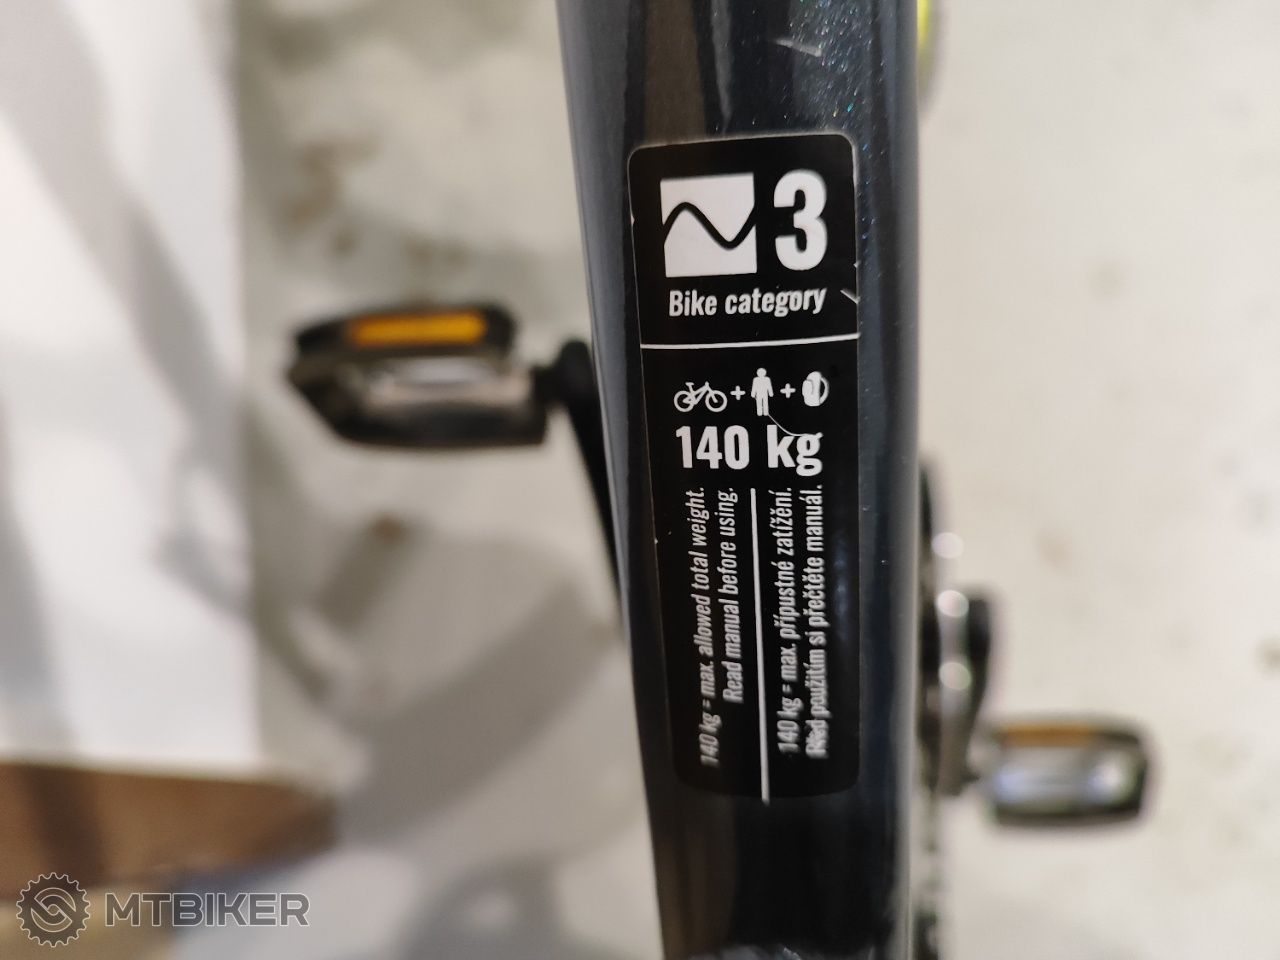 3
Bike category
+ +
140 kg
140 kg = max. allowed total weight.
Read manual before using.
140 kg = max. přípustné zatížění.
Před použitím si přečtěte manuál.
MTBIKER